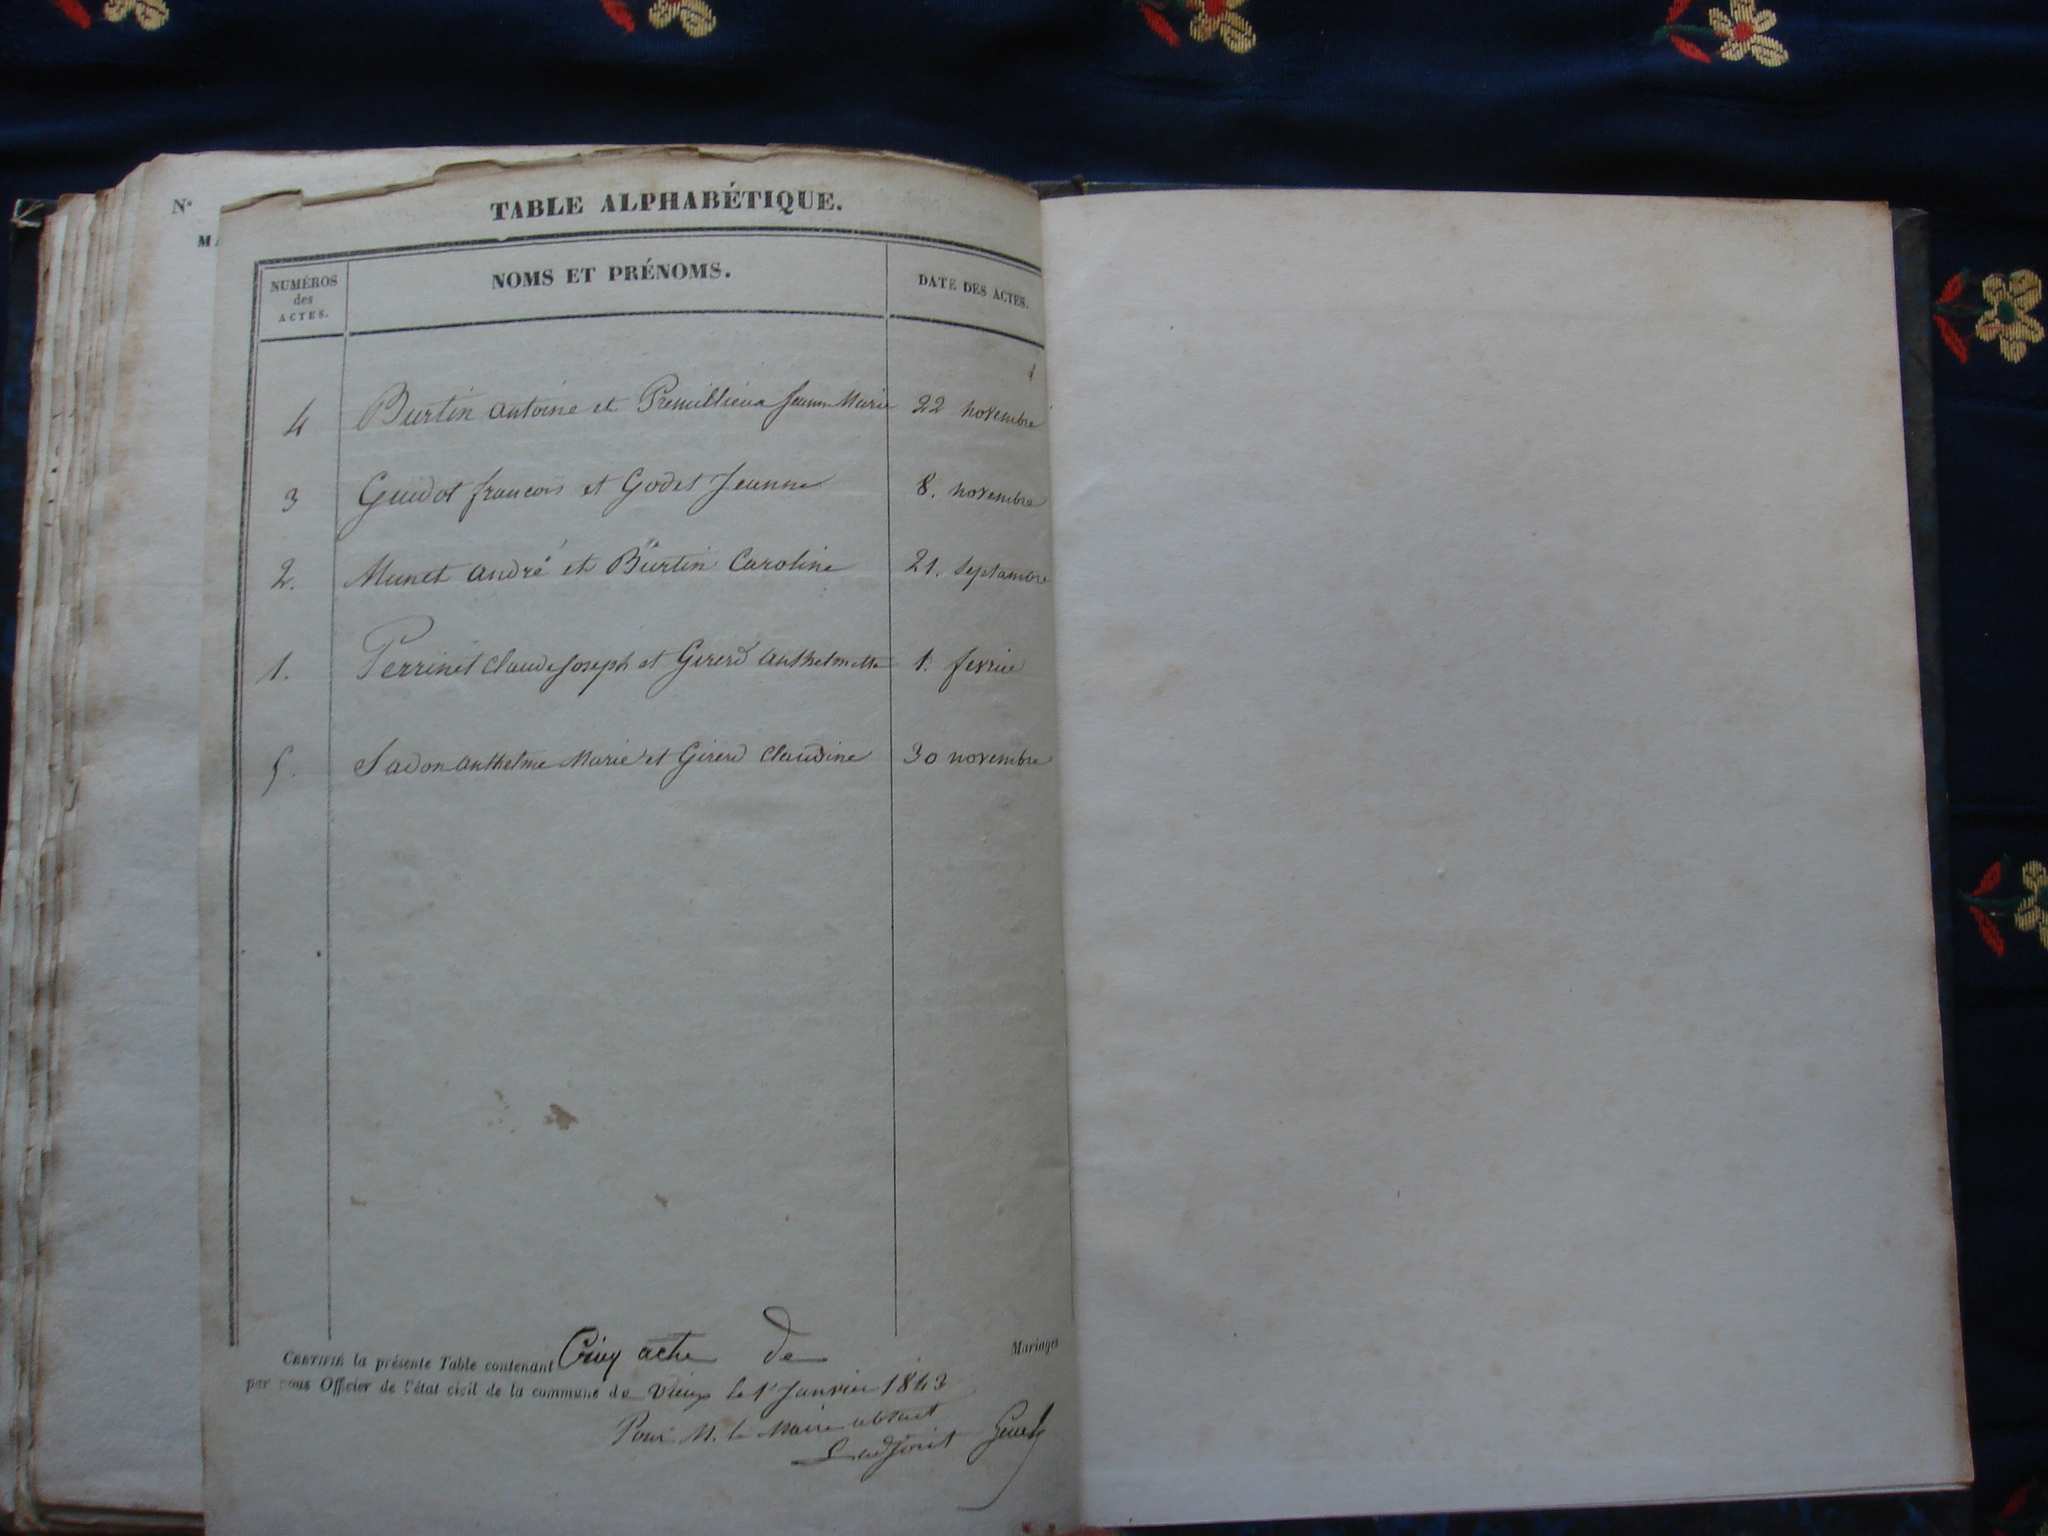 N°
MA
TABLE ALPHABÉTIQUE.
NUMÉROS des ACTES.
NOMS ET PRÉNOMS.
DATE DES ACTES.
4 Burtin antoine et Premillieux Jeanne Marie 22 novembre
3 Guidot francois et Godet Jeanne 8. novembre
2. Munet andré et Burtin Caroline 21. Septambre
1. Perrinet Claude Joseph et Girerd anthelmette 1. fevrier
5. Sadon anthelme Marie et Girerd Claudine 30 novembre
CERTIFIÉ la présente Table contenant Cinq acte de Mariages
par nous Officier de l'état civil de la commune de Vieux le 1er Janvier 1843
Pour M. le Maire absent
L'adjoint